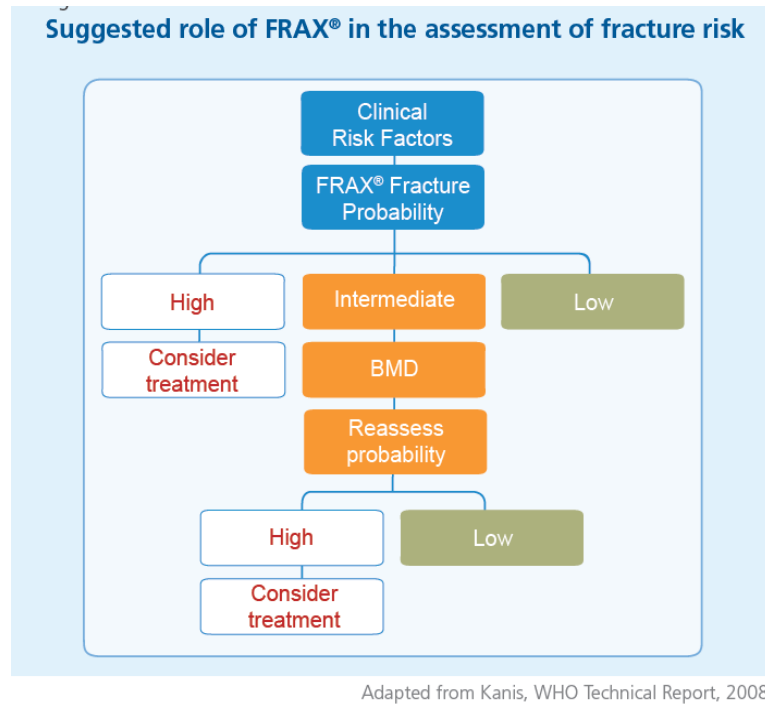 Suggested role of FRAX® in the assessment of fracture risk
Clinical
Risk Factors
FRAX® Fracture
Probability
High
Intermediate
Low
Consider
treatment
BMD
Reassess
probability
High
Low
Consider
treatment
Adapted from Kanis, WHO Technical Report, 2008